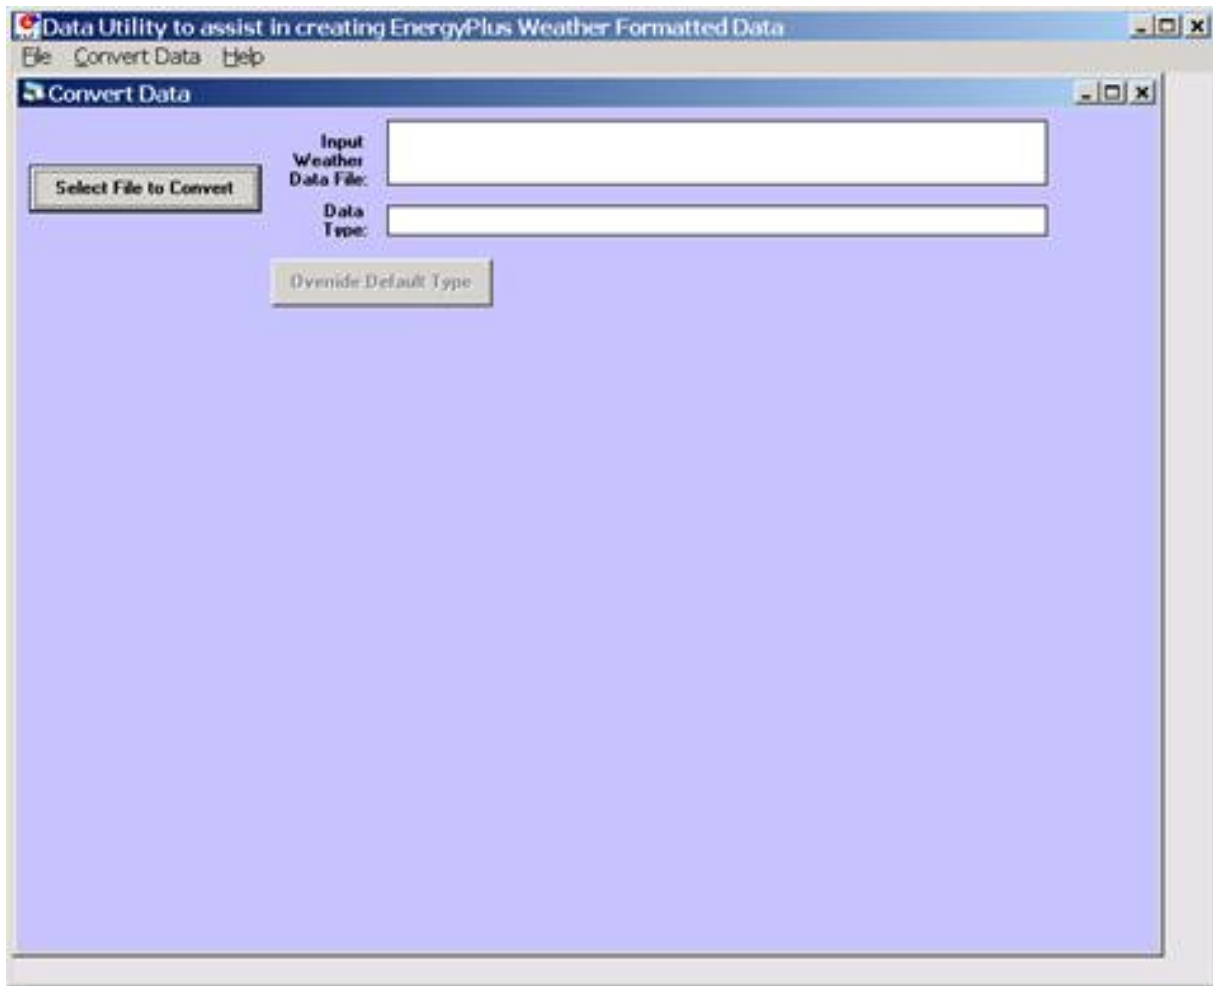 Data Utility to assist in creating EnergyPlus Weather Formatted Data
File Convert Data Help
Convert Data
Input
Weather
Data File:
Select File to Convert
Data
Type:
Override Default Type